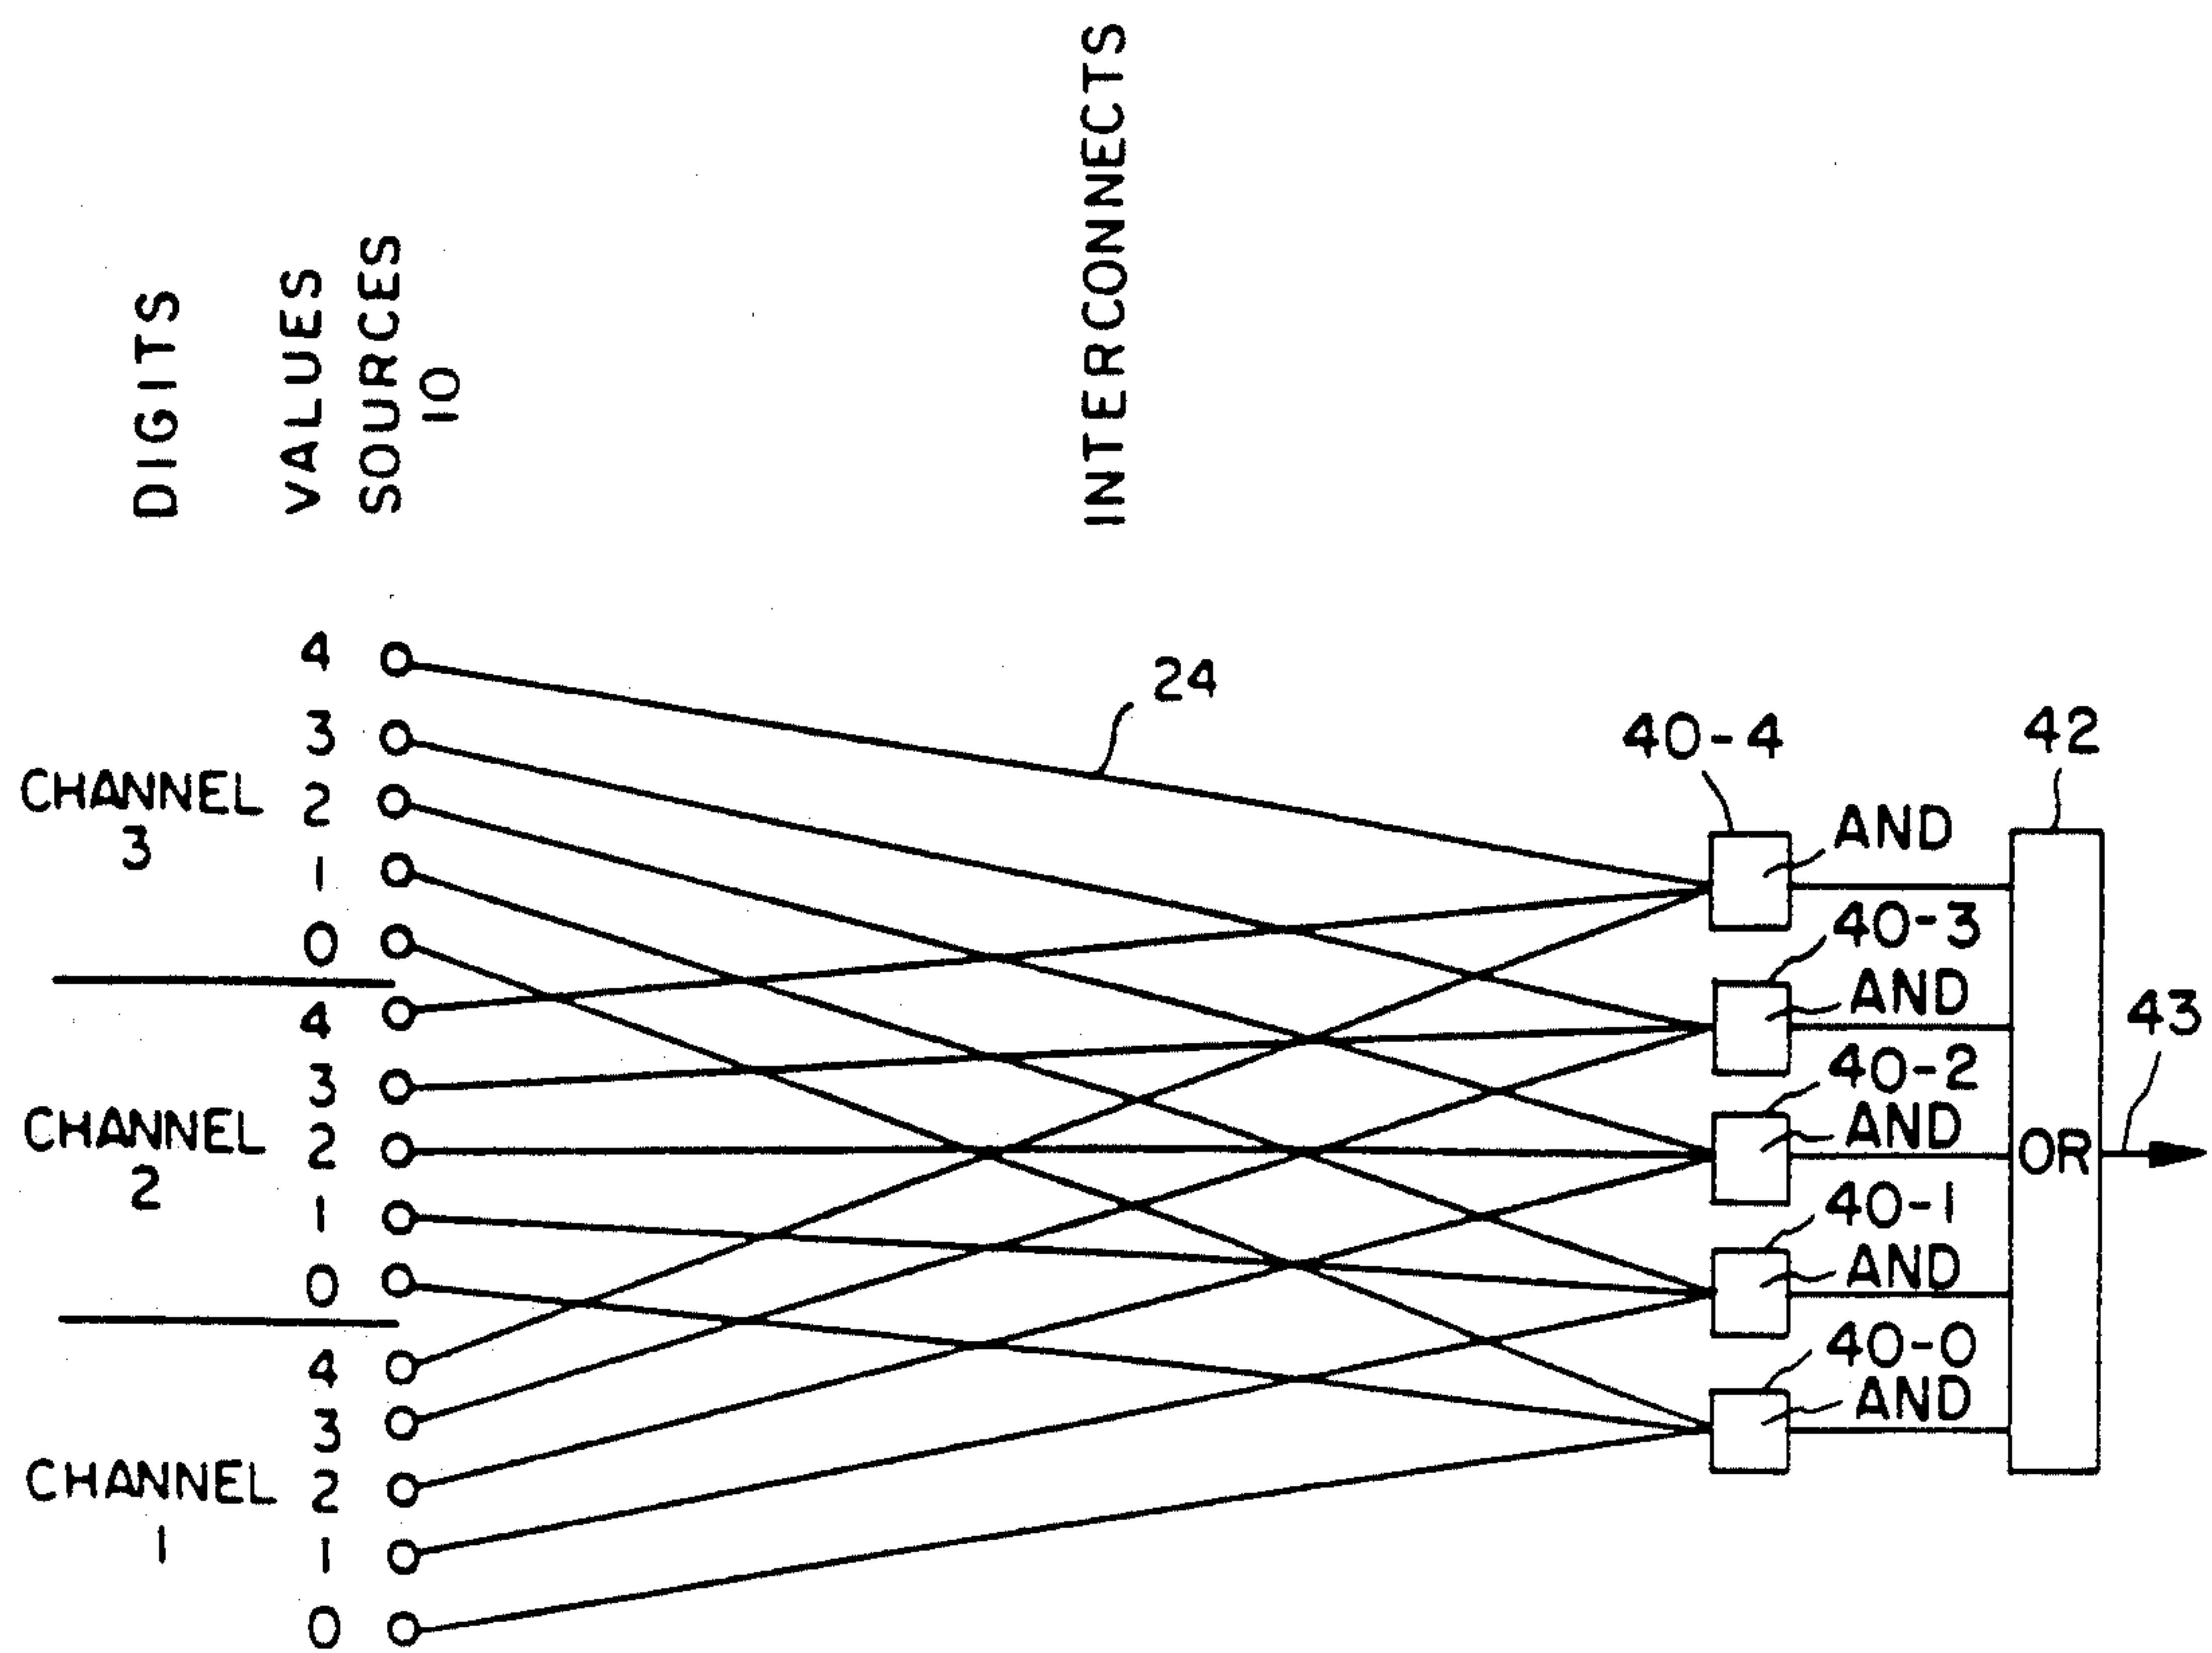 DIGITS
VALUES
SOURCES
10
INTERCONNECTS
CHANNEL
3
4
3
2
1
0
CHANNEL
2
4
3
2
1
0
CHANNEL
1
4
3
2
1
0
24
40-4
AND
40-3
AND
40-2
AND
40-1
AND
40-0
AND
42
OR
43